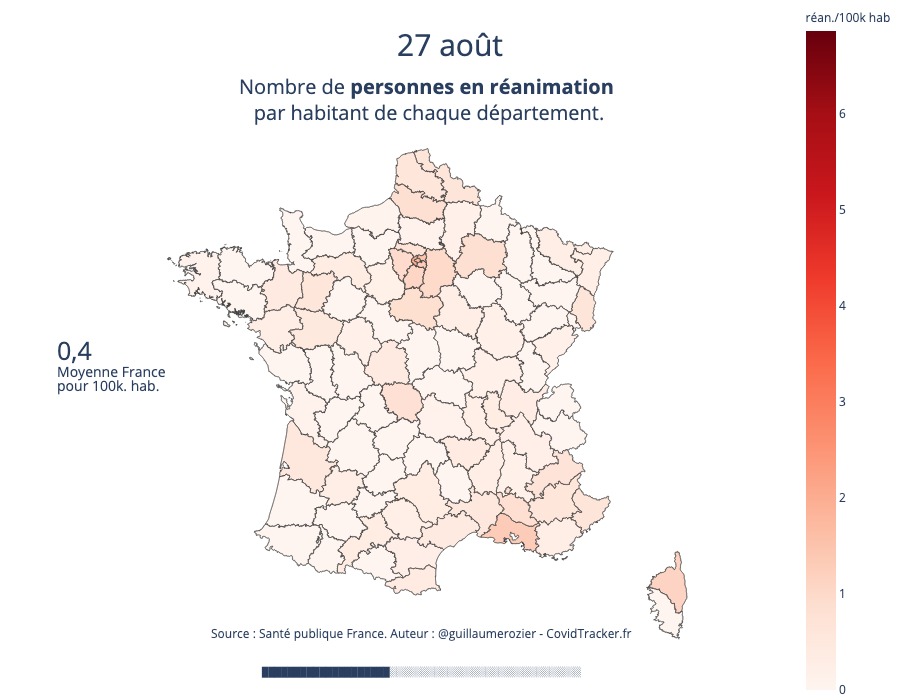 27 août
Nombre de personnes en réanimation
par habitant de chaque département.
réan./100k hab
6
5
4
3
2
1
0
0,4
Moyenne France
pour 100k. hab.
Source : Santé publique France. Auteur : @guillaumerozier - CovidTracker.fr